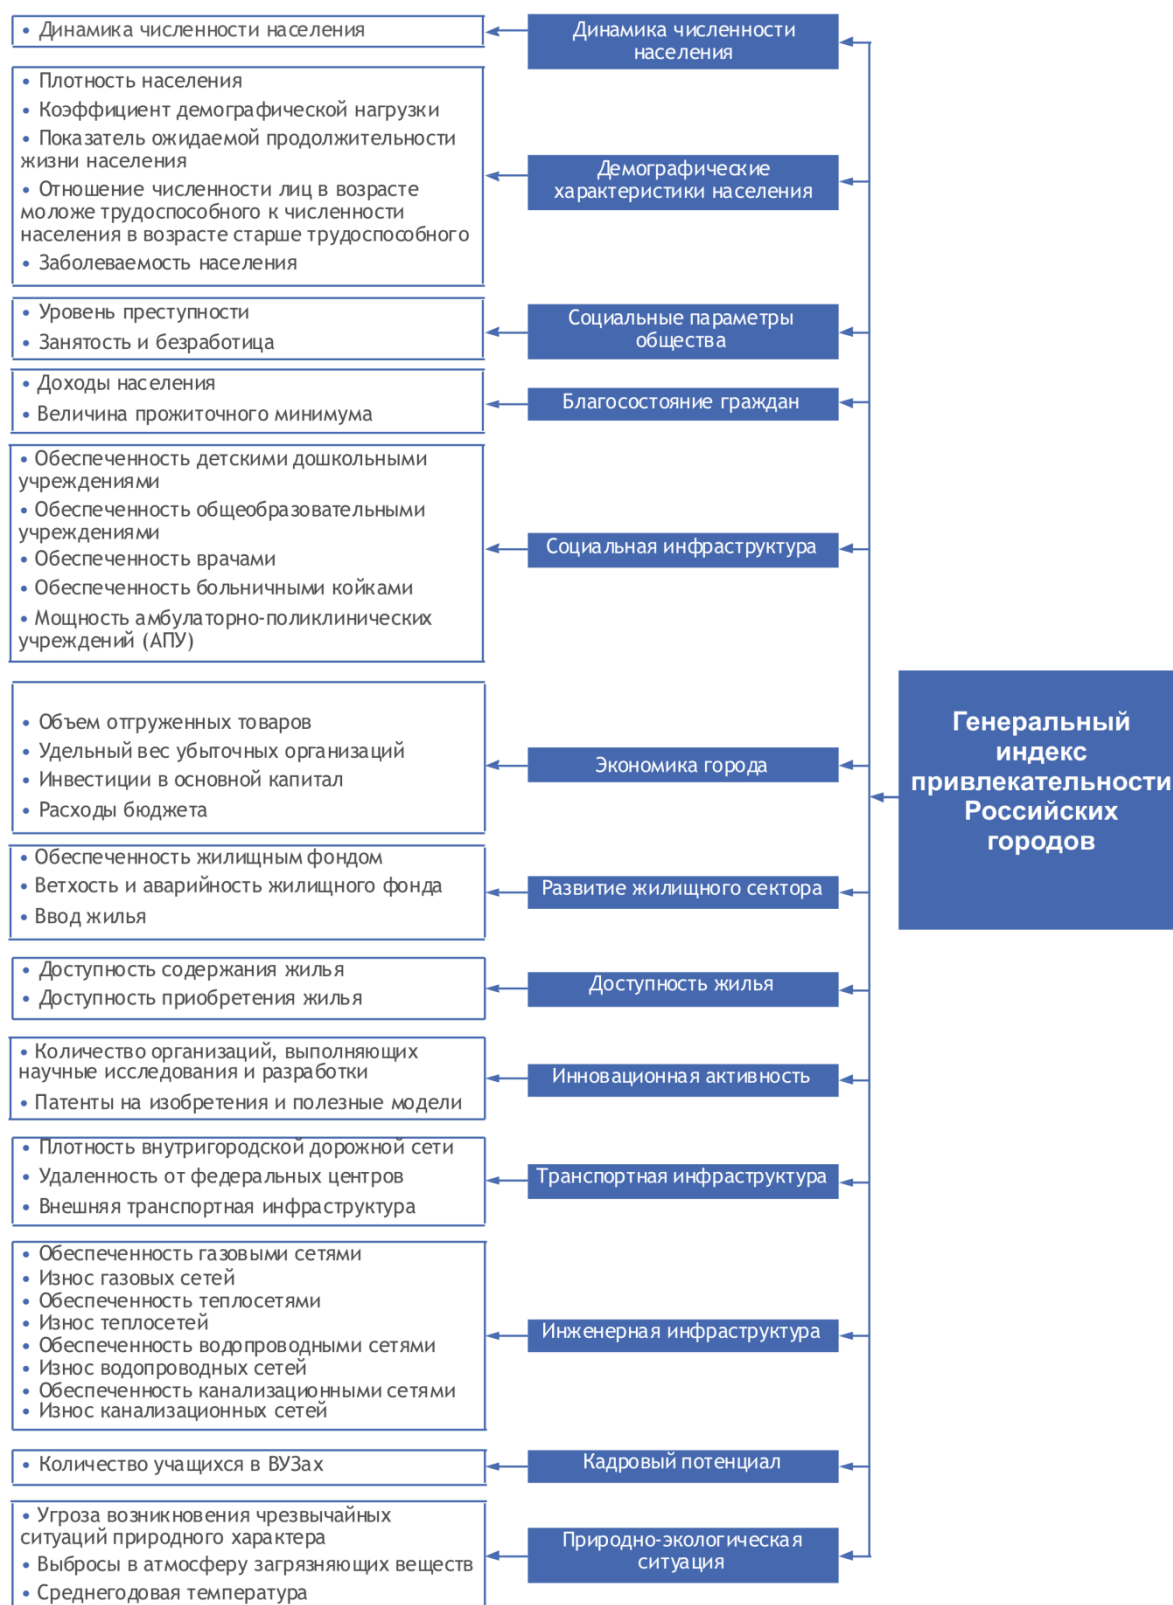 • Динамика численности населения
Динамика численности
населения
• Плотность населения
• Коэффициент демографической нагрузки
• Показатель ожидаемой продолжительности
жизни населения
• Отношение численности лиц в возрасте
моложе трудоспособного к численности
населения в возрасте старше трудоспособного
• Заболеваемость населения
Демографические
характеристики населения
• Уровень преступности
• Занятость и безработица
Социальные параметры
общества
• Доходы населения
• Величина прожиточного минимума
Благосостояние граждан
• Обеспеченность детскими дошкольными
учреждениями
• Обеспеченность общеобразовательными
учреждениями
• Обеспеченность врачами
• Обеспеченность больничными койками
• Мощность амбулаторно-поликлинических
учреждений (АПУ)
Социальная инфраструктура
• Объем отгруженных товаров
• Удельный вес убыточных организаций
• Инвестиции в основной капитал
• Расходы бюджета
Экономика города
Генеральный
индекс
привлекательности
Российских
городов
• Обеспеченность жилищным фондом
• Ветхость и аварийность жилищного фонда
• Ввод жилья
Развитие жилищного сектора
• Доступность содержания жилья
• Доступность приобретения жилья
Доступность жилья
• Количество организаций, выполняющих
научные исследования и разработки
• Патенты на изобретения и полезные модели
Инновационная активность
• Плотность внутригородской дорожной сети
• Удаленность от федеральных центров
• Внешняя транспортная инфраструктура
Транспортная инфраструктура
• Обеспеченность газовыми сетями
• Износ газовых сетей
• Обеспеченность теплосетями
• Износ теплосетей
• Обеспеченность водопроводными сетями
• Износ водопроводных сетей
• Обеспеченность канализационными сетями
• Износ канализационных сетей
Инженерная инфраструктура
• Количество учащихся в ВУЗах
Кадровый потенциал
• Угроза возникновения чрезвычайных
ситуаций природного характера
• Выбросы в атмосферу загрязняющих веществ
• Среднегодовая температура
Природно-экологическая
ситуация